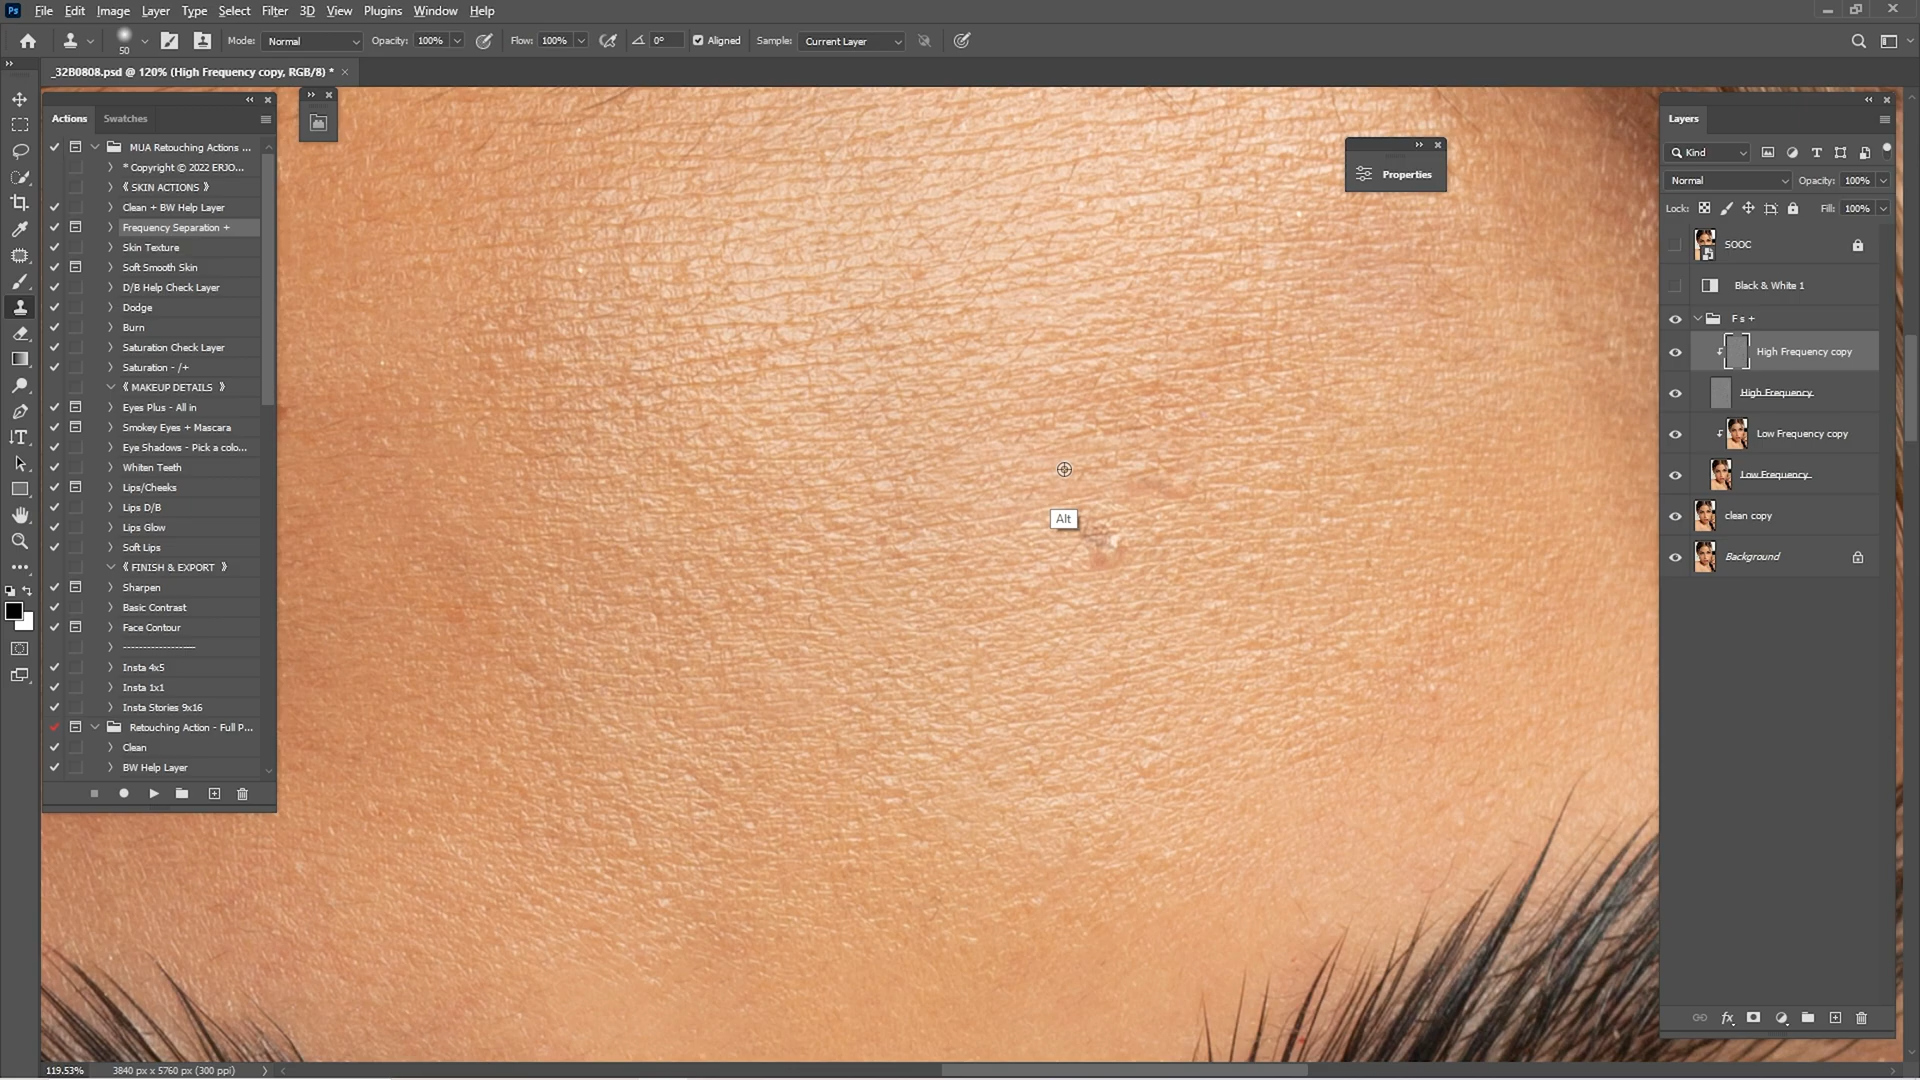 Ps File Edit Image Layer Type Select Filter 3D View Plugins Window Help
50 Mode: Normal Opacity: 100% Flow: 100% 0° Aligned Sample: Current Layer
_32B0808.psd @ 120% (High Frequency copy, RGB/8) *
Actions Swatches
MUA Retouching Actions ...
* Copyright © 2022 ERJO...
《 SKIN ACTIONS 》
Clean + BW Help Layer
Frequency Separation +
Skin Texture
Soft Smooth Skin
D/B Help Check Layer
Dodge
Burn
Saturation Check Layer
Saturation - /+
《 MAKEUP DETAILS 》
Eyes Plus - All in
Smokey Eyes + Mascara
Eye Shadows - Pick a colo...
Whiten Teeth
Lips/Cheeks
Lips D/B
Lips Glow
Soft Lips
《 FINISH & EXPORT 》
Sharpen
Basic Contrast
Face Contour
-----------------—
Insta 4x5
Insta 1x1
Insta Stories 9x16
Retouching Action - Full P...
Clean
BW Help Layer
Alt
Properties
Layers
Kind
Normal Opacity: 100%
Lock: Fill: 100%
SOOC
Black & White 1
F s +
High Frequency copy
High Frequency
Low Frequency copy
Low Frequency
clean copy
Background
fx
119.53% 3840 px x 5760 px (300 ppi)